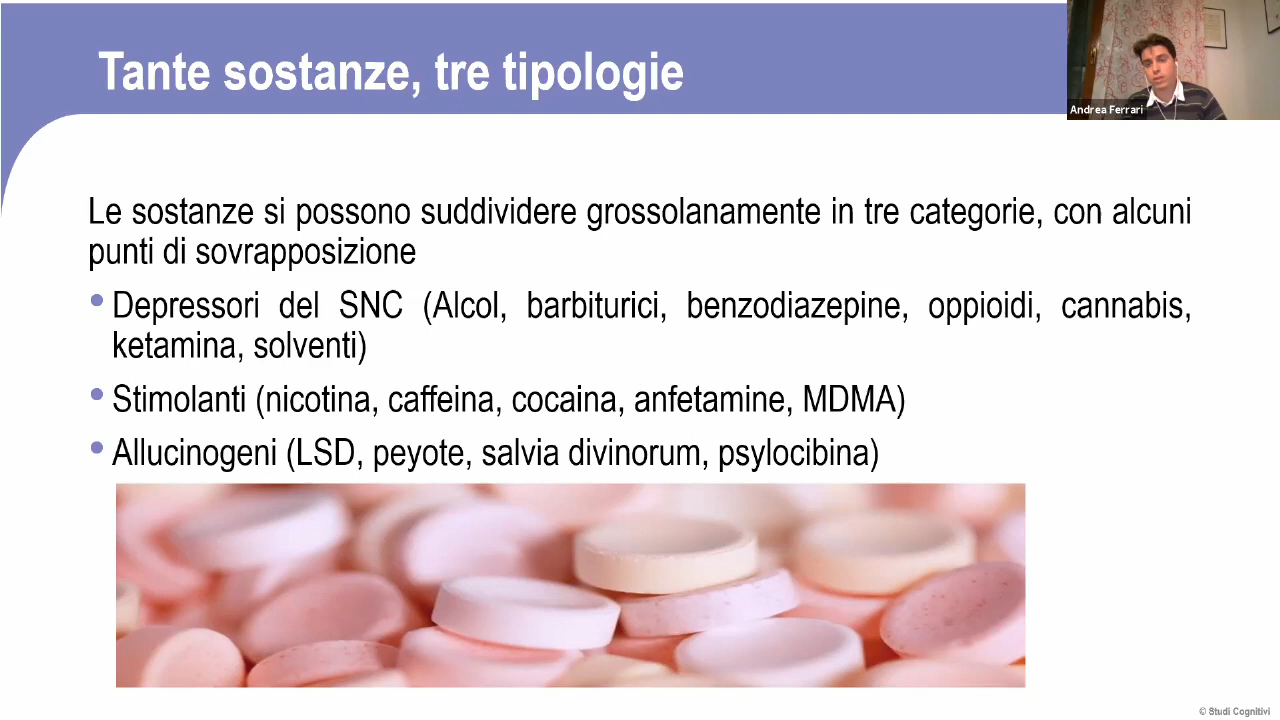 Tante sostanze, tre tipologie
Andrea Ferrari
Le sostanze si possono suddividere grossolanamente in tre categorie, con alcuni
punti di sovrapposizione
• Depressori del SNC (Alcol, barbiturici, benzodiazepine, oppioidi, cannabis,
ketamina, solventi)
• Stimolanti (nicotina, caffeina, cocaina, anfetamine, MDMA)
• Allucinogeni (LSD, peyote, salvia divinorum, psylocibina)
© Studi Cognitivi